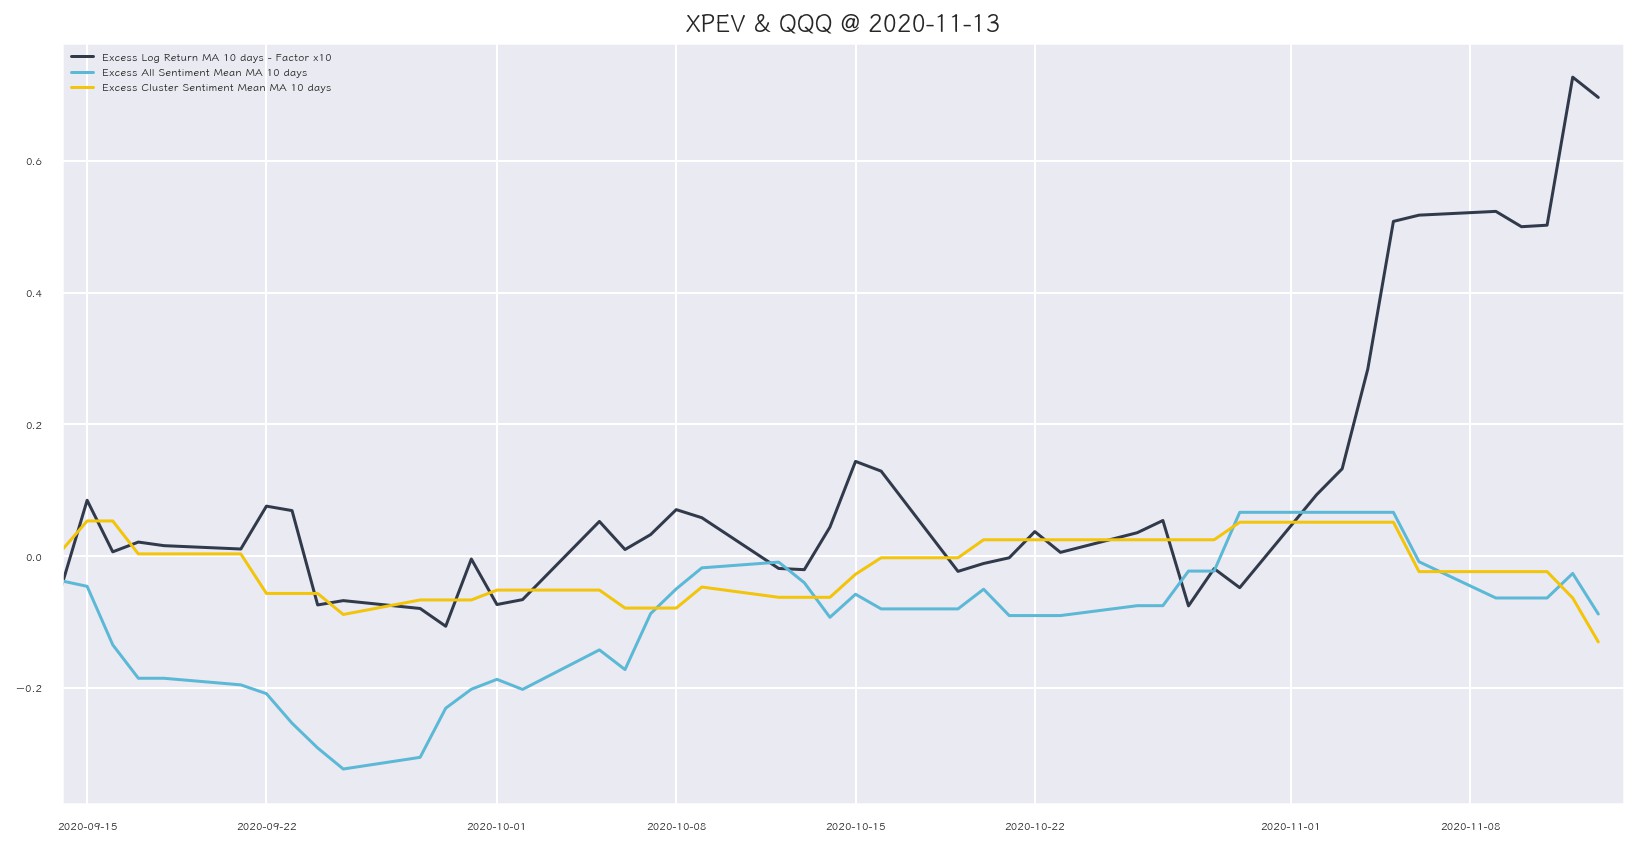 XPEV & QQQ @ 2020-11-13
Excess Log Return MA 10 days - Factor x10
Excess All Sentiment Mean MA 10 days
Excess Cluster Sentiment Mean MA 10 days
0.6
0.4
0.2
0.0
−0.2
2020-09-15 2020-09-22 2020-10-01 2020-10-08 2020-10-15 2020-10-22 2020-11-01 2020-11-08